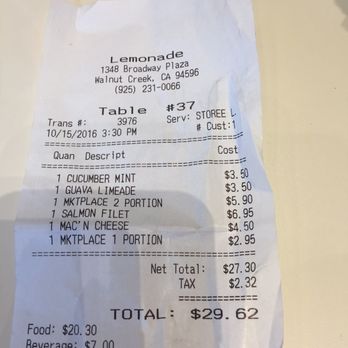 Lemonade
1348 Broadway Plaza
Walnut Creek, CA 94596
(925) 231-0066
Table #37
Trans #: 3976 Serv: STOREE L
10/15/2016 3:30 PM # Cust:1
Quan Descript Cost
1 CUCUMBER MINT $3.50
1 GUAVA LIMEADE $3.50
1 MKTPLACE 2 PORTION $5.90
1 SALMON FILET $6.95
1 MAC'N CHEESE $4.50
1 MKTPLACE 1 PORTION $2.95
Net Total: $27.30
TAX $2.32
TOTAL: $29.62
Food: $20.30
Beverage: $7.00